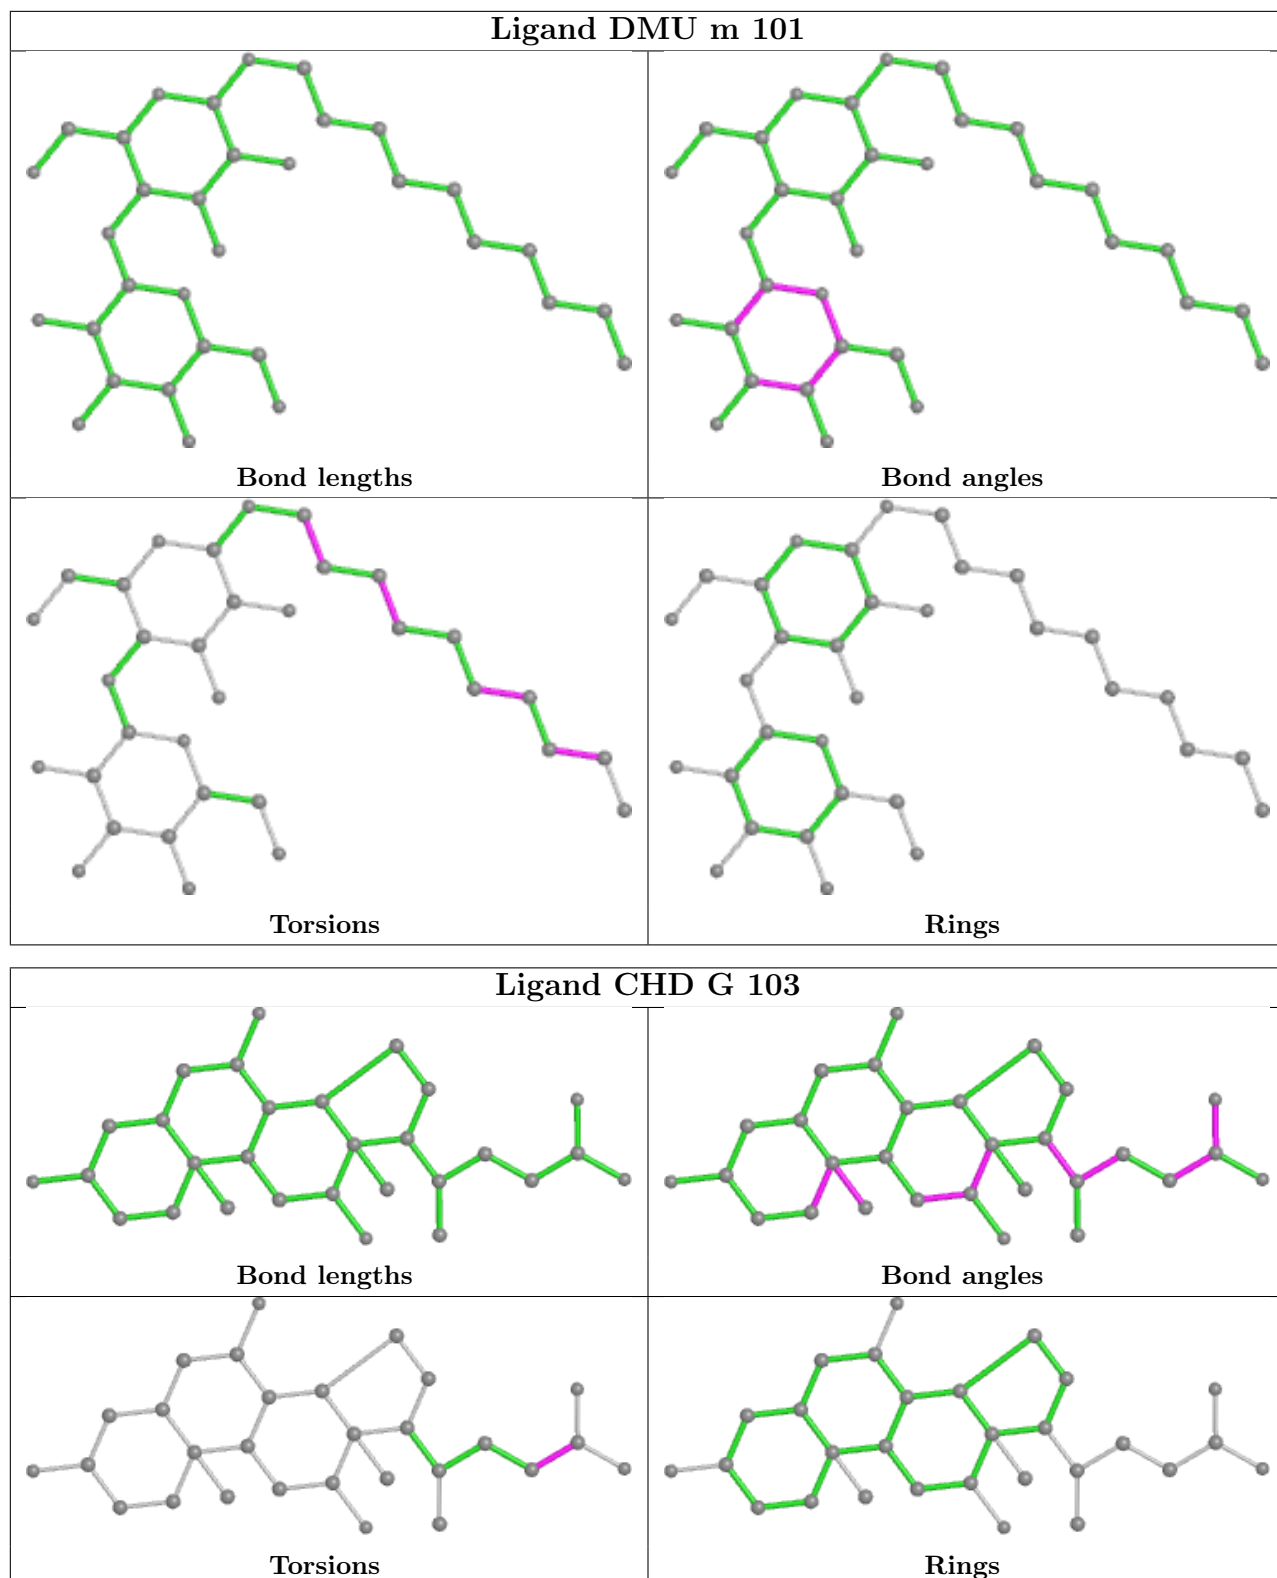 Ligand DMU m 101
Bond lengths
Bond angles
Torsions
Rings
Ligand CHD G 103
Bond lengths
Bond angles
Torsions
Rings